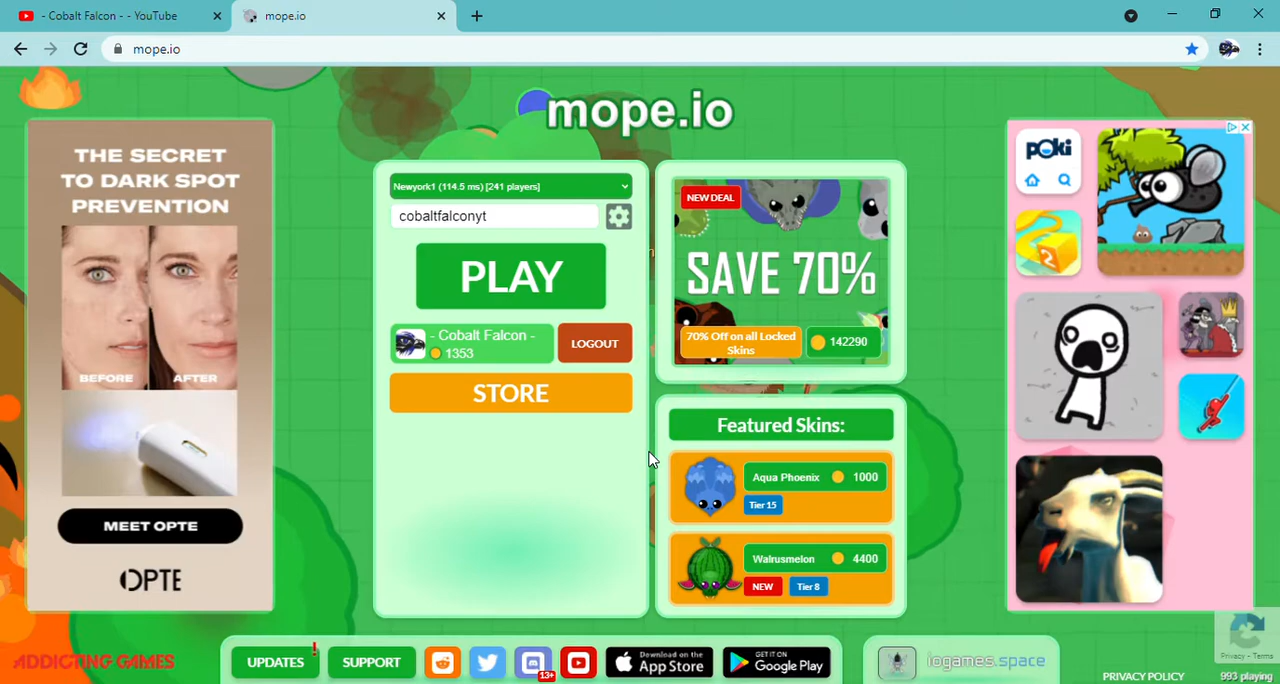 - Cobalt Falcon - - YouTube
mope.io
mope.io
mope.io
THE SECRET
TO DARK SPOT
PREVENTION
BEFORE AFTER
MEET OPTE
OPTE
ADDICTING GAMES
Newyork1 (114.5 ms) [241 players]
cobaltfalconyt
PLAY
- Cobalt Falcon -
1353
LOGOUT
STORE
NEW DEAL
SAVE 70%
70% Off on all Locked
Skins
142290
Featured Skins:
Aqua Phoenix 1000
Tier 15
Walrusmelon 4400
NEW Tier 8
poki
2
UPDATES
!
SUPPORT
13+
Download on the
App Store
GET IT ON
Google Play
iogames.space
Privacy - Terms
PRIVACY POLICY
993 playing